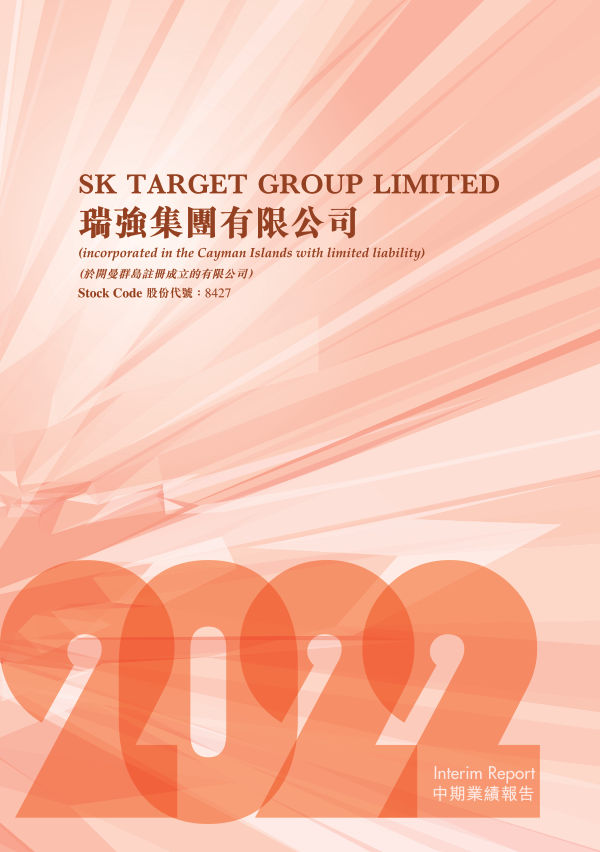 SK TARGET GROUP LIMITED
瑞強集團有限公司
(incorporated in the Cayman Islands with limited liability)
(於開曼群島註冊成立的有限公司)
Stock Code 股份代號：8427
2022
Interim Report
中期業績報告